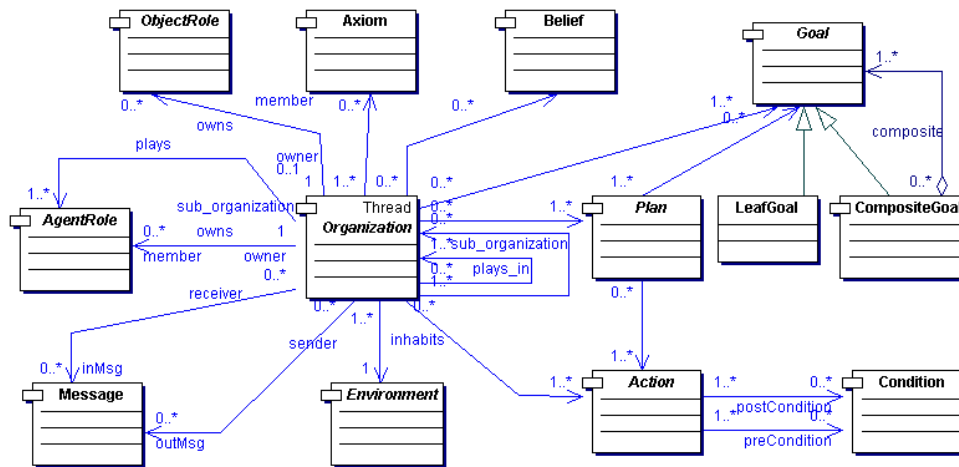 ObjectRole
Axiom
Belief
Goal
0..*
member
0..*
0..*
1..*
1..*
0..*
owns
composite
plays
owner
0..1
1
1..*
0..*
0..*
1..*
0..*
1..*
sub_organization
Thread
0..*
1..*
AgentRole
Organization
0..*
Plan
LeafGoal
CompositeGoal
0..*
owns
1
1..*
sub_organization
member
owner
0..*
plays_in
0..*
1..*
0..*
receiver
0..*
1..*
0..*
sender
inhabits
0..*
inMsg
1
1..*
1..*
Message
Environment
Action
1..*
0..*
Condition
0..*
postCondition
outMsg
1..*
0..*
preCondition